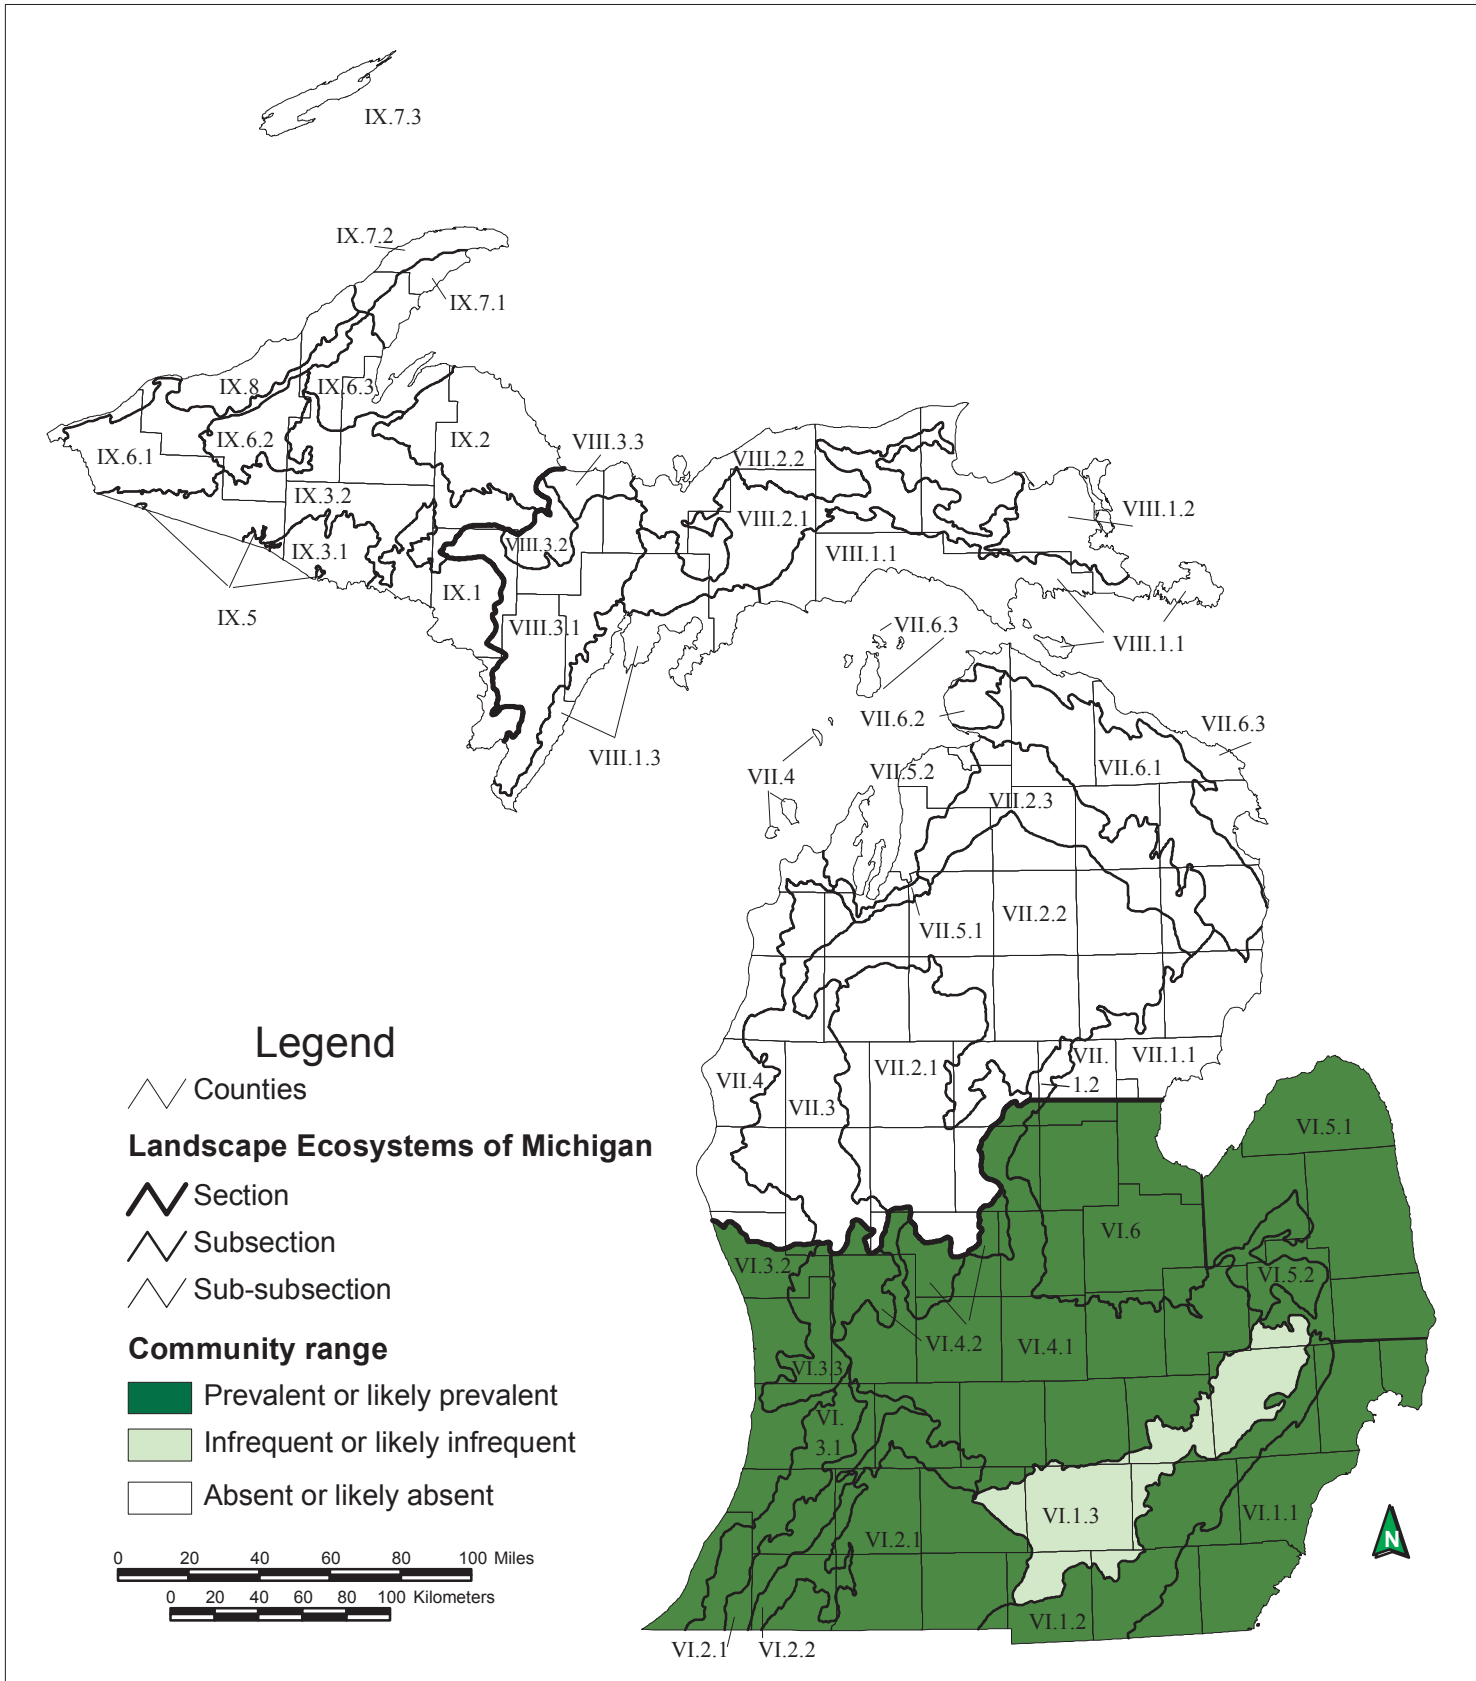 IX.7.3
IX.7.2
IX.7.1
IX.8
IX.6.3
IX.6.2
IX.6.1
IX.2
VIII.3.3
VIII.2.2
IX.3.2
VIII.2.1
VIII.1.2
IX.3.1
VIII.3.2
VIII.1.1
IX.1
IX.5
VIII.3.1
VII.6.3
VIII.1.1
VII.6.2
VII.6.3
VIII.1.3
VII.4
VII.5.2
VII.6.1
VII.2.3
VII.5.1
VII.2.2
VII.4
VII.3
VII.2.1
VII.
1.2
VII.1.1
VI.5.1
VI.6
VI.3.2
VI.5.2
VI.4.2
VI.4.1
VI.3.3
VI.
3.1
VI.1.3
VI.1.1
VI.2.1
VI.1.2
VI.2.1
VI.2.2
Legend
Counties
Landscape Ecosystems of Michigan
Section
Subsection
Sub-subsection
Community range
Prevalent or likely prevalent
Infrequent or likely infrequent
Absent or likely absent
0 20 40 60 80 100 Miles
0 20 40 60 80 100 Kilometers
N